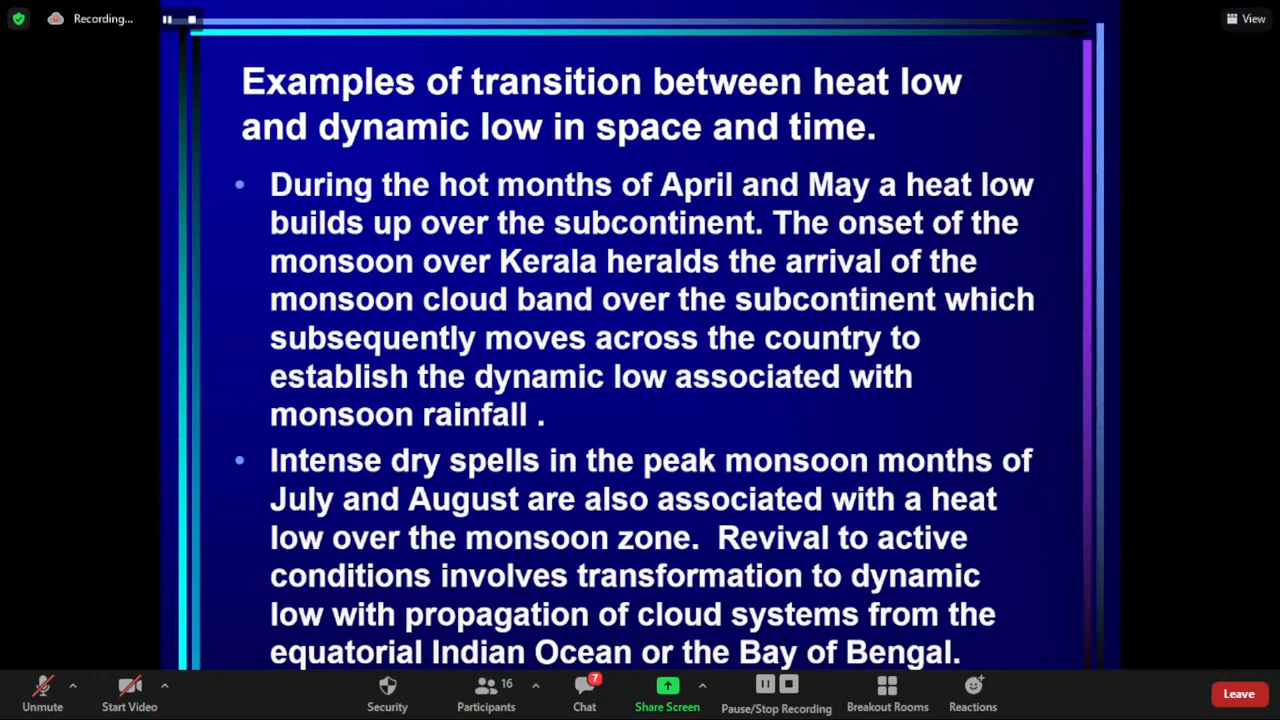 Recording...
View
Examples of transition between heat low
and dynamic low in space and time.
• During the hot months of April and May a heat low
builds up over the subcontinent. The onset of the
monsoon over Kerala heralds the arrival of the
monsoon cloud band over the subcontinent which
subsequently moves across the country to
establish the dynamic low associated with
monsoon rainfall .
• Intense dry spells in the peak monsoon months of
July and August are also associated with a heat
low over the monsoon zone. Revival to active
conditions involves transformation to dynamic
low with propagation of cloud systems from the
equatorial Indian Ocean or the Bay of Bengal.
Unmute
Start Video
Security
16
Participants
7
Chat
Share Screen
Pause/Stop Recording
Breakout Rooms
Reactions
Leave